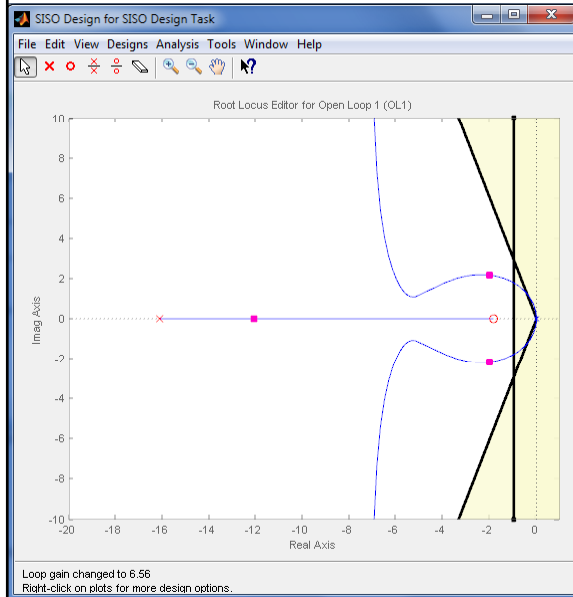 SISO Design for SISO Design Task
File Edit View Designs Analysis Tools Window Help
Root Locus Editor for Open Loop 1 (OL1)
10
8
6
4
2
0
-2
-4
-6
-8
-10
Imag Axis
-20 -18 -16 -14 -12 -10 -8 -6 -4 -2 0
Real Axis
Loop gain changed to 6.56
Right-click on plots for more design options.